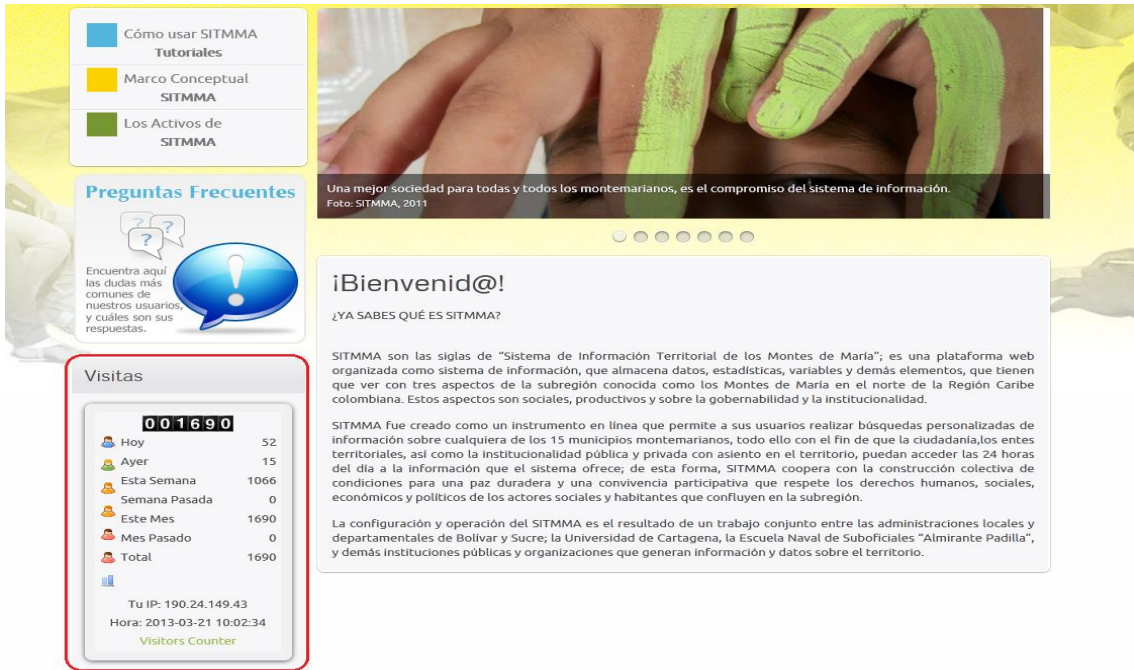 Cómo usar SITMMA
Tutoriales
Marco Conceptual
SITMMA
Los Activos de
SITMMA
Preguntas Frecuentes
? ?
?
!
Encuentra aquí
las dudas más
comunes de
nuestros usuarios,
y cuáles son sus
respuestas.
Visitas
001690
Hoy 52
Ayer 15
Esta Semana 1066
Semana Pasada 0
Este Mes 1690
Mes Pasado 0
Total 1690
Tu IP: 190.24.149.43
Hora: 2013-03-21 10:02:34
Visitors Counter
Una mejor sociedad para todas y todos los montemarianos, es el compromiso del sistema de información.
Foto: SITMMA, 2011
¡Bienvenid@!
¿YA SABES QUÉ ES SITMMA?
SITMMA son las siglas de “Sistema de Información Territorial de los Montes de María”; es una plataforma web
organizada como sistema de información, que almacena datos, estadísticas, variables y demás elementos, que tienen
que ver con tres aspectos de la subregión conocida como los Montes de María en el norte de la Región Caribe
colombiana. Estos aspectos son sociales, productivos y sobre la gobernabilidad y la institucionalidad.
SITMMA fue creado como un instrumento en línea que permite a sus usuarios realizar búsquedas personalizadas de
información sobre cualquiera de los 15 municipios montemarianos, todo ello con el fin de que la ciudadanía,los entes
territoriales, asi como la institucionalidad pública y privada con asiento en el territorio, puedan acceder las 24 horas
del día a la información que el sistema ofrece; de esta forma, SITMMA coopera con la construcción colectiva de
condiciones para una paz duradera y una convivencia participativa que respete los derechos humanos, sociales,
económicos y políticos de los actores sociales y habitantes que confluyen en la subregión.
La configuración y operación del SITMMA es el resultado de un trabajo conjunto entre las administraciones locales y
departamentales de Bolívar y Sucre; la Universidad de Cartagena, la Escuela Naval de Suboficiales “Almirante Padilla”,
y demás instituciones públicas y organizaciones que generan información y datos sobre el territorio.